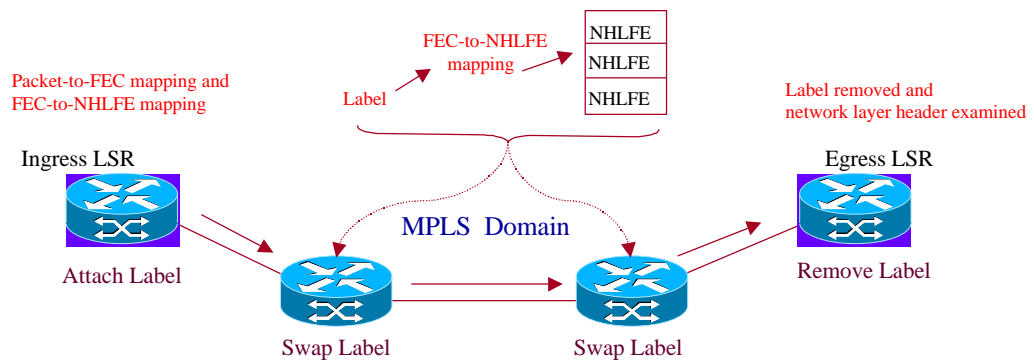 NHLFE
FEC-to-NHLFE
mapping
NHLFE
Packet-to-FEC mapping and
FEC-to-NHLFE mapping
Label
NHLFE
Label removed and
network layer header examined
Ingress LSR
Egress LSR
MPLS Domain
Attach Label
Remove Label
Swap Label
Swap Label